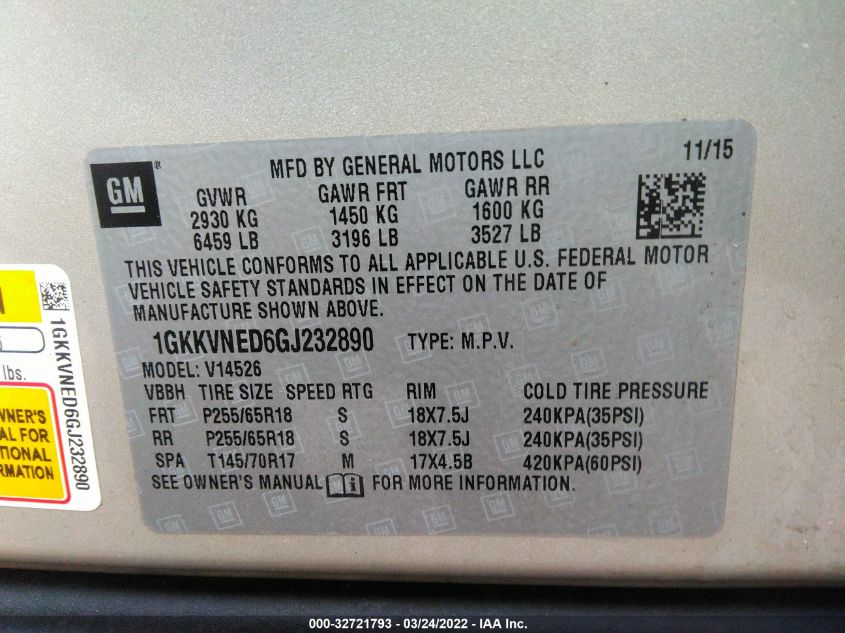 MFD BY GENERAL MOTORS LLC
11/15
GM
®
GVWR GAWR FRT GAWR RR
2930 KG 1450 KG 1600 KG
6459 LB 3196 LB 3527 LB
THIS VEHICLE CONFORMS TO ALL APPLICABLE U.S. FEDERAL MOTOR
VEHICLE SAFETY STANDARDS IN EFFECT ON THE DATE OF
MANUFACTURE SHOWN ABOVE.
1GKKVNED6GJ232890 TYPE: M.P.V.
MODEL: V14526
VBBH TIRE SIZE SPEED RTG RIM COLD TIRE PRESSURE
FRT P255/65R18 S 18X7.5J 240KPA(35PSI)
RR P255/65R18 S 18X7.5J 240KPA(35PSI)
SPA T145/70R17 M 17X4.5B 420KPA(60PSI)
SEE OWNER'S MANUAL i FOR MORE INFORMATION.
lbs.
WNER'S
AL FOR
TIONAL
RMATION
1GKKVNED6GJ232890
000-32721793 - 03/24/2022 - IAA Inc.